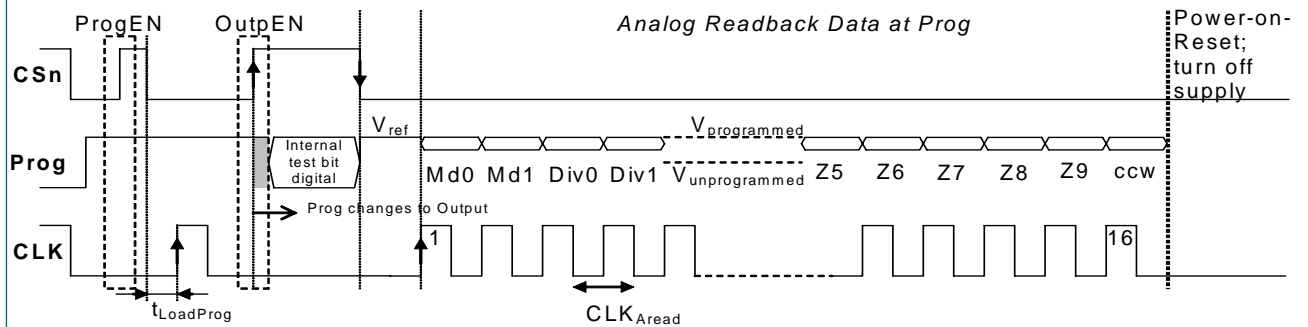 ProgEN OutpEN Analog Readback Data at Prog Power-on-
Reset;
turn off
supply
CSn
Vref Vprogrammed
Prog Internal
test bit
digital
Md0 Md1 Div0 Div1 Vunprogrammed Z5 Z6 Z7 Z8 Z9 ccw
Prog changes to Output
CLK 1 16
tLoadProg
CLKAread